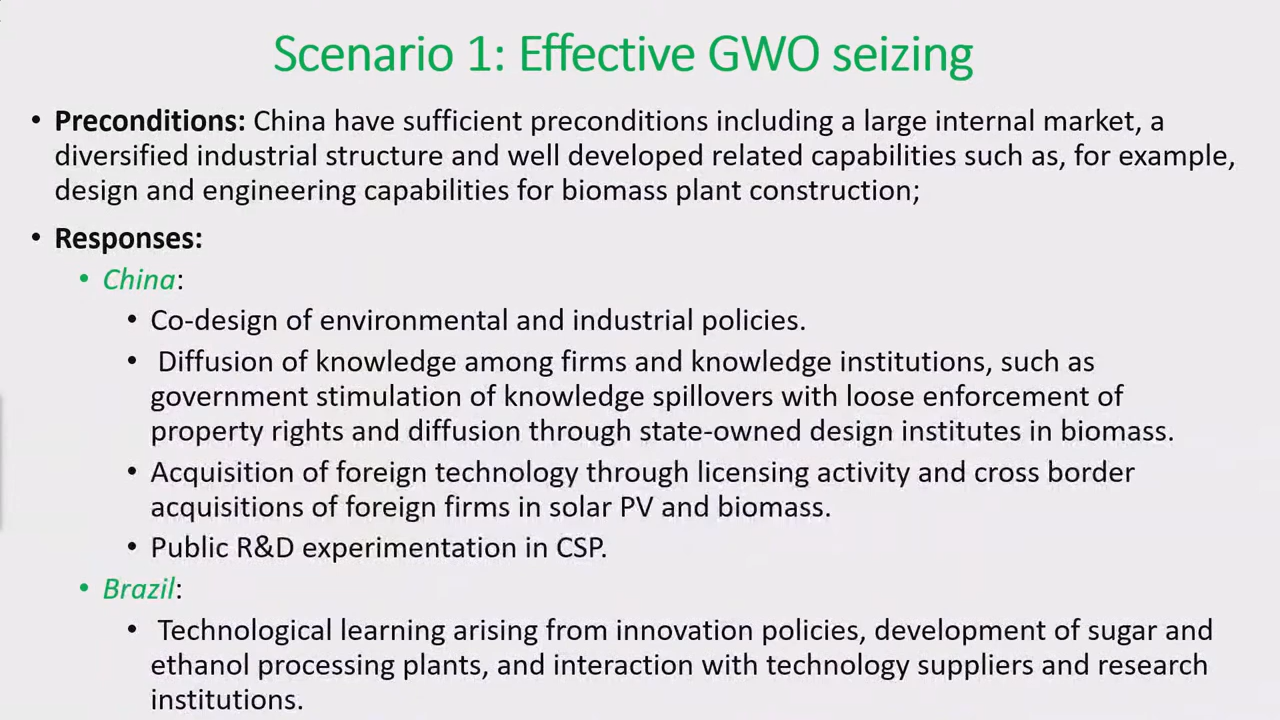 Scenario 1: Effective GWO seizing
• Preconditions: China have sufficient preconditions including a large internal market, a
diversified industrial structure and well developed related capabilities such as, for example,
design and engineering capabilities for biomass plant construction;
• Responses:
• China:
• Co-design of environmental and industrial policies.
• Diffusion of knowledge among firms and knowledge institutions, such as
government stimulation of knowledge spillovers with loose enforcement of
property rights and diffusion through state-owned design institutes in biomass.
• Acquisition of foreign technology through licensing activity and cross border
acquisitions of foreign firms in solar PV and biomass.
• Public R&D experimentation in CSP.
• Brazil:
• Technological learning arising from innovation policies, development of sugar and
ethanol processing plants, and interaction with technology suppliers and research
institutions.